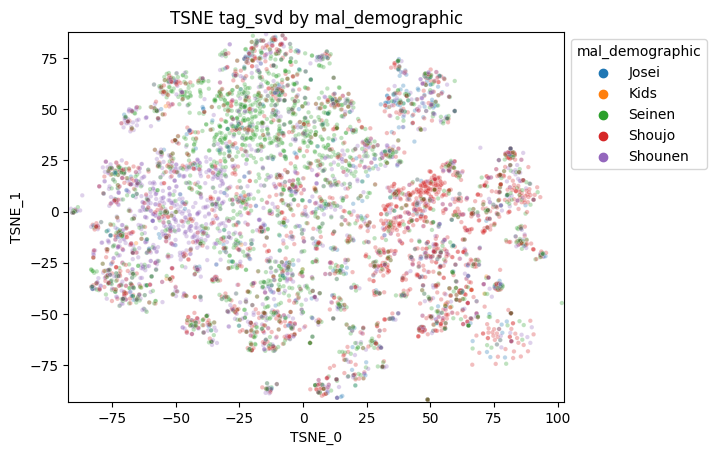 TSNE tag_svd by mal_demographic
mal_demographic
Josei
Kids
Seinen
Shoujo
Shounen
TSNE_1
75
50
25
0
−25
−50
−75
−75
−50
−25
0
25
50
75
100
TSNE_0